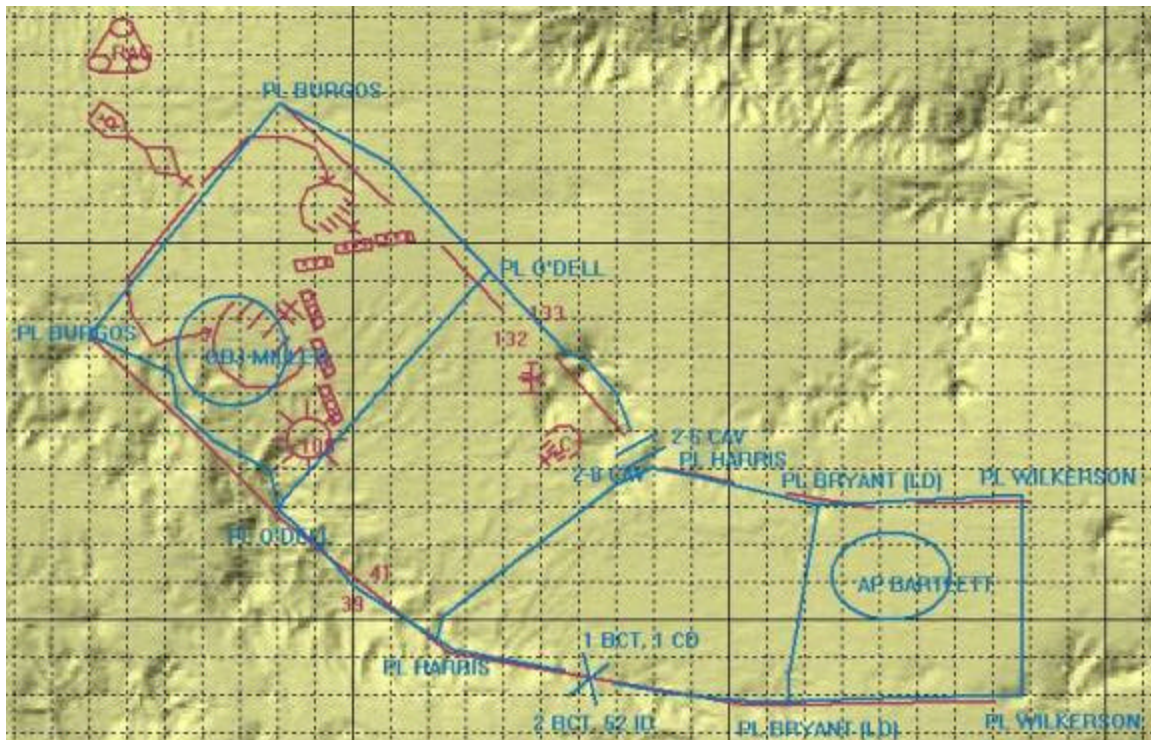 RAG
PL BURGOS
PL O'DELL
133
132
PL BURGOS
OBJ MILLER
C
2-5 CAV
PL HARRIS
2-8 CAV
PL BRYANT (LD)
PL WILKERSON
PL O'DELL
AP BARTLETT
41
39
1 BCT, 1 CD
PL HARRIS
2 BCT, 52 ID
PL BRYANT (LD)
PL WILKERSON